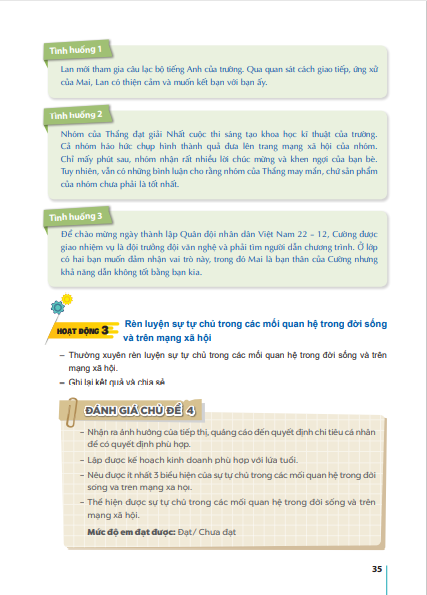 Tình huống 1
Lan mới tham gia câu lạc bộ tiếng Anh của trường. Qua quan sát cách giao tiếp, ứng xử
của Mai, Lan có thiện cảm và muốn kết bạn với bạn ấy.
Tình huống 2
Nhóm của Thắng đạt giải Nhất cuộc thi sáng tạo khoa học kĩ thuật của trường.
Cả nhóm háo hức chụp hình thành quả đưa lên trang mạng xã hội của nhóm.
Chỉ mấy phút sau, nhóm nhận rất nhiều lời chúc mừng và khen ngợi của bạn bè.
Tuy nhiên, vẫn có những bình luận cho rằng nhóm của Thắng may mắn, chứ sản phẩm
của nhóm chưa phải là tốt nhất.
Tình huống 3
Để chào mừng ngày thành lập Quân đội nhân dân Việt Nam 22 – 12, Cường được
giao nhiệm vụ là đội trưởng đội văn nghệ và phải tìm người dẫn chương trình. Ở lớp
có hai bạn muốn đảm nhận vai trò này, trong đó Mai là bạn thân của Cường nhưng
khả năng dẫn không tốt bằng bạn kia.
HOẠT ĐỘNG 3 Rèn luyện sự tự chủ trong các mối quan hệ trong đời sống
và trên mạng xã hội
– Thường xuyên rèn luyện sự tự chủ trong các mối quan hệ trong đời sống và trên
mạng xã hội.
– Ghi lại kết quả và chia sẻ
ĐÁNH GIÁ CHỦ ĐỀ 4
– Nhận ra ảnh hưởng của tiếp thị, quảng cáo đến quyết định chi tiêu cá nhân
để có quyết định phù hợp.
– Lập được kế hoạch kinh doanh phù hợp với lứa tuổi.
– Nêu được ít nhất 3 biểu hiện của sự tự chủ trong các mối quan hệ trong đời
sống và trên mạng xã hội.
– Thể hiện được sự tự chủ trong các mối quan hệ trong đời sống và trên
mạng xã hội.
Mức độ em đạt được: Đạt/ Chưa đạt
35